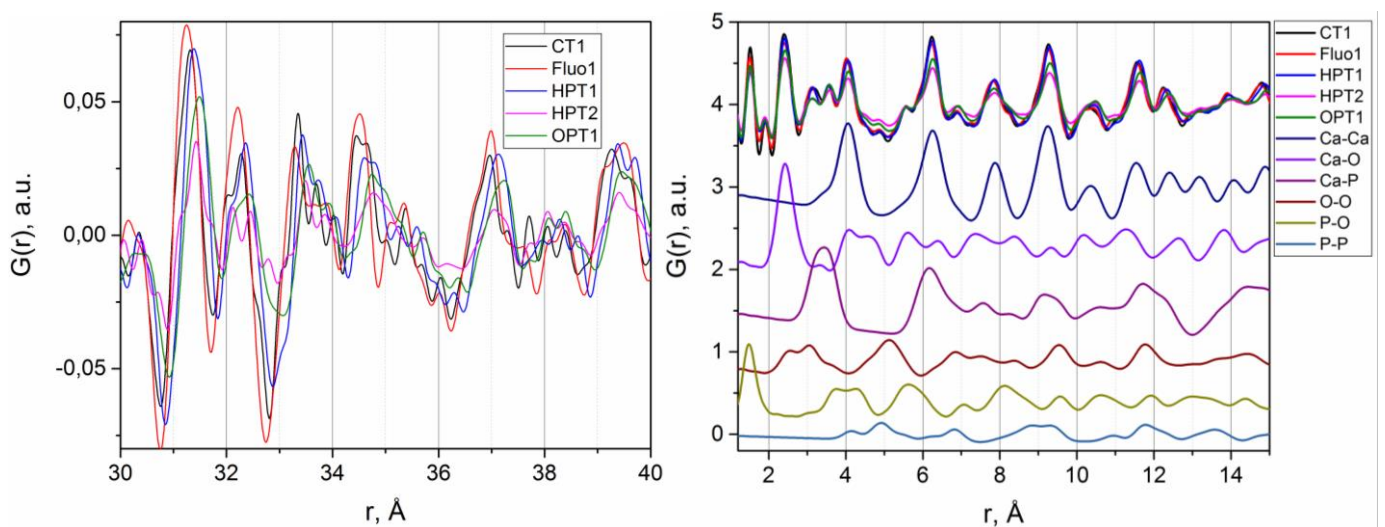 G(r), a.u.
0,05
0,00
-0,05
30
32
34
36
38
40
r, Å
CT1
Fluo1
HPT1
HPT2
OPT1
G(r), a.u.
5
4
3
2
1
0
2
4
6
8
10
12
14
r, Å
CT1
Fluo1
HPT1
HPT2
OPT1
Ca-Ca
Ca-O
Ca-P
O-O
P-O
P-P